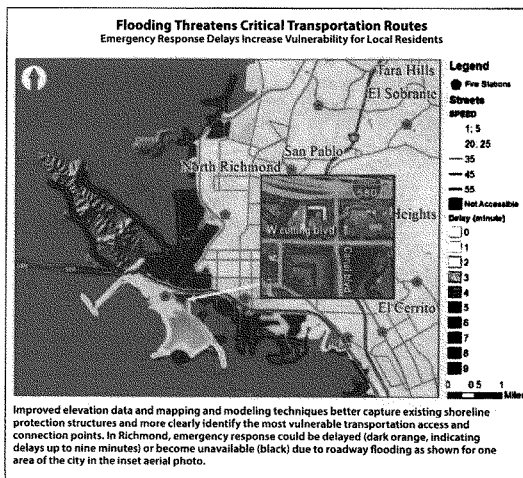 Flooding Threatens Critical Transportation Routes
Emergency Response Delays Increase Vulnerability for Local Residents
Tara Hills
El Sobrante
San Pablo
North Richmond
W cutting blvd
Heights
El Cerrito
Legend
Fire Stations
Streets
SPEED
1; 5
20; 25
35
45
55
Not Accessible
Delay (minute)
0
1
2
3
4
5
6
7
8
9
0 0.5 1
Miles
Improved elevation data and mapping and modeling techniques better capture existing shoreline
protection structures and more clearly identify the most vulnerable transportation access and
connection points. In Richmond, emergency response could be delayed (dark orange, indicating
delays up to nine minutes) or become unavailable (black) due to roadway flooding as shown for one
area of the city in the inset aerial photo.